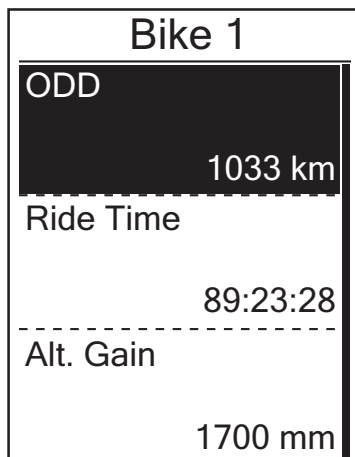 Bike 1
ODD
1033 km
Ride Time
89:23:28
Alt. Gain
1700 mm